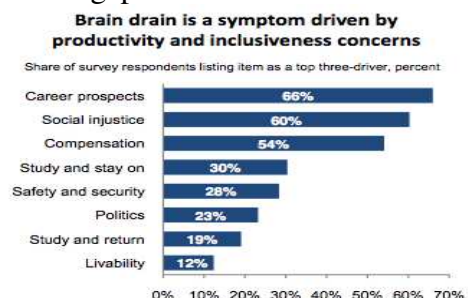 Brain drain is a symptom driven by
productivity and inclusiveness concerns
Share of survey respondents listing item as a top three-driver, percent
Career prospects 66%
Social injustice 60%
Compensation 54%
Study and stay on 30%
Safety and security 28%
Politics 23%
Study and return 19%
Livability 12%
0% 10% 20% 30% 40% 50% 60% 70%